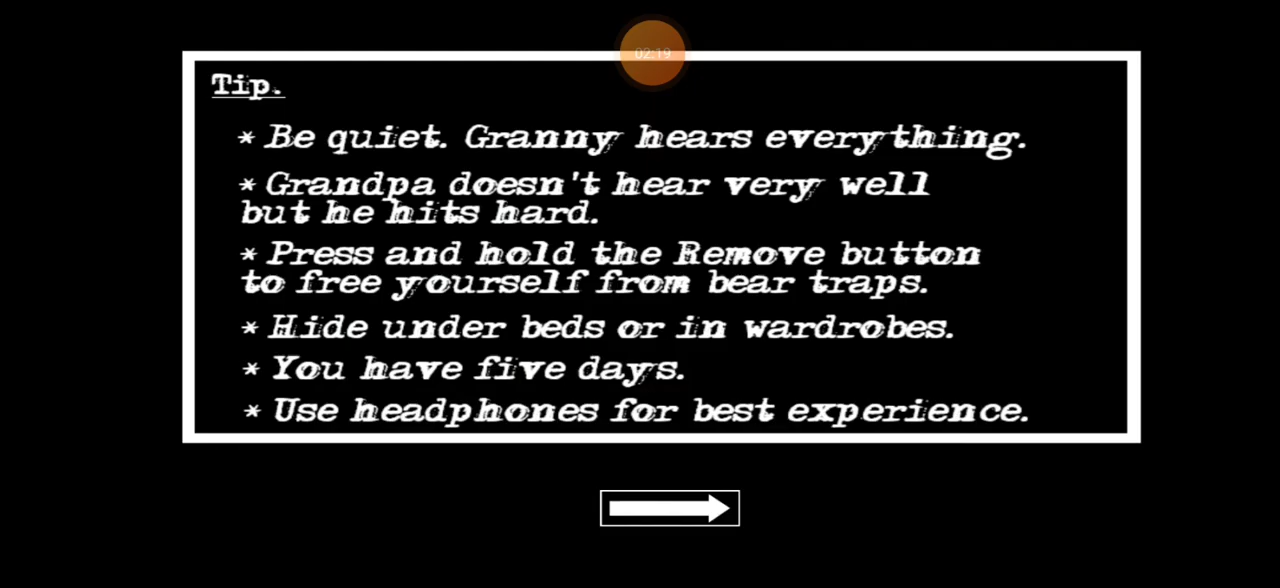 02:19
Tip.
* Be quiet. Granny hears everything.
* Grandpa doesn't hear very well
but he hits hard.
* Press and hold the Remove button
to free yourself from bear traps.
* Hide under beds or in wardrobes.
* You have five days.
* Use headphones for best experience.